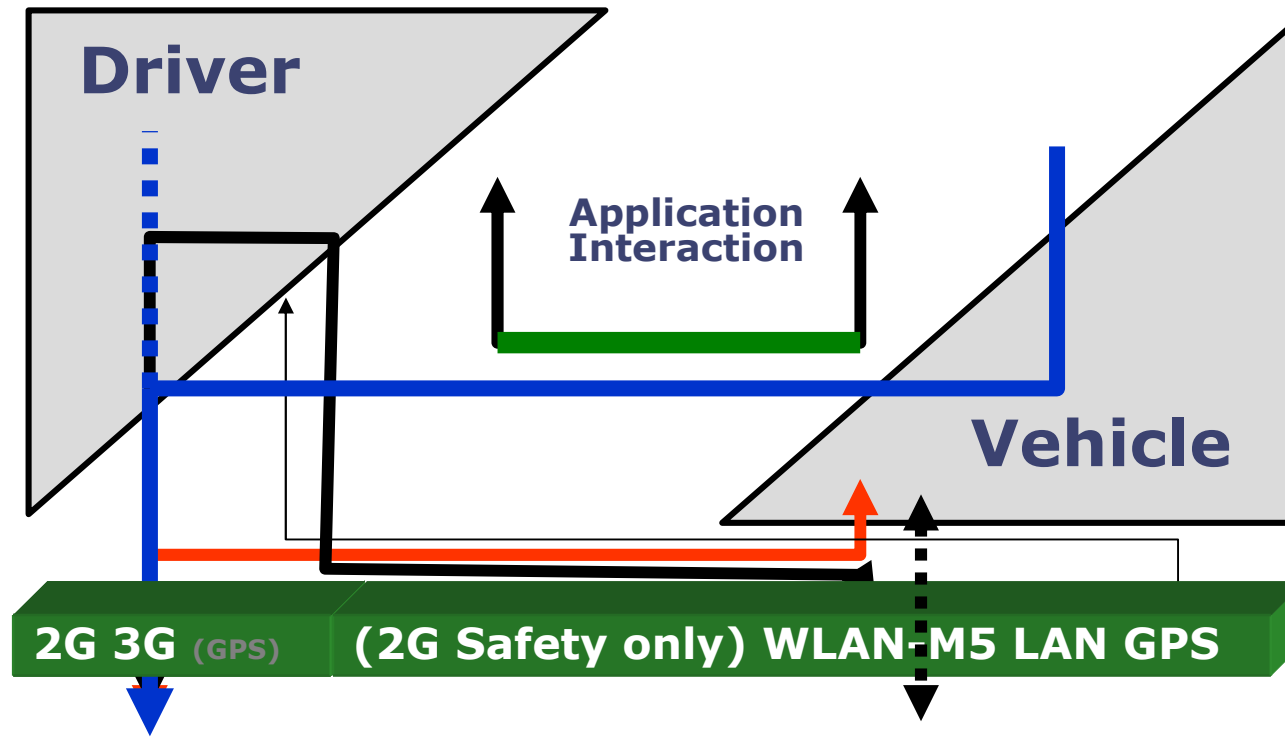 Driver
Application
Interaction
Vehicle
2G 3G (GPS)
(2G Safety only) WLAN-M5 LAN GPS